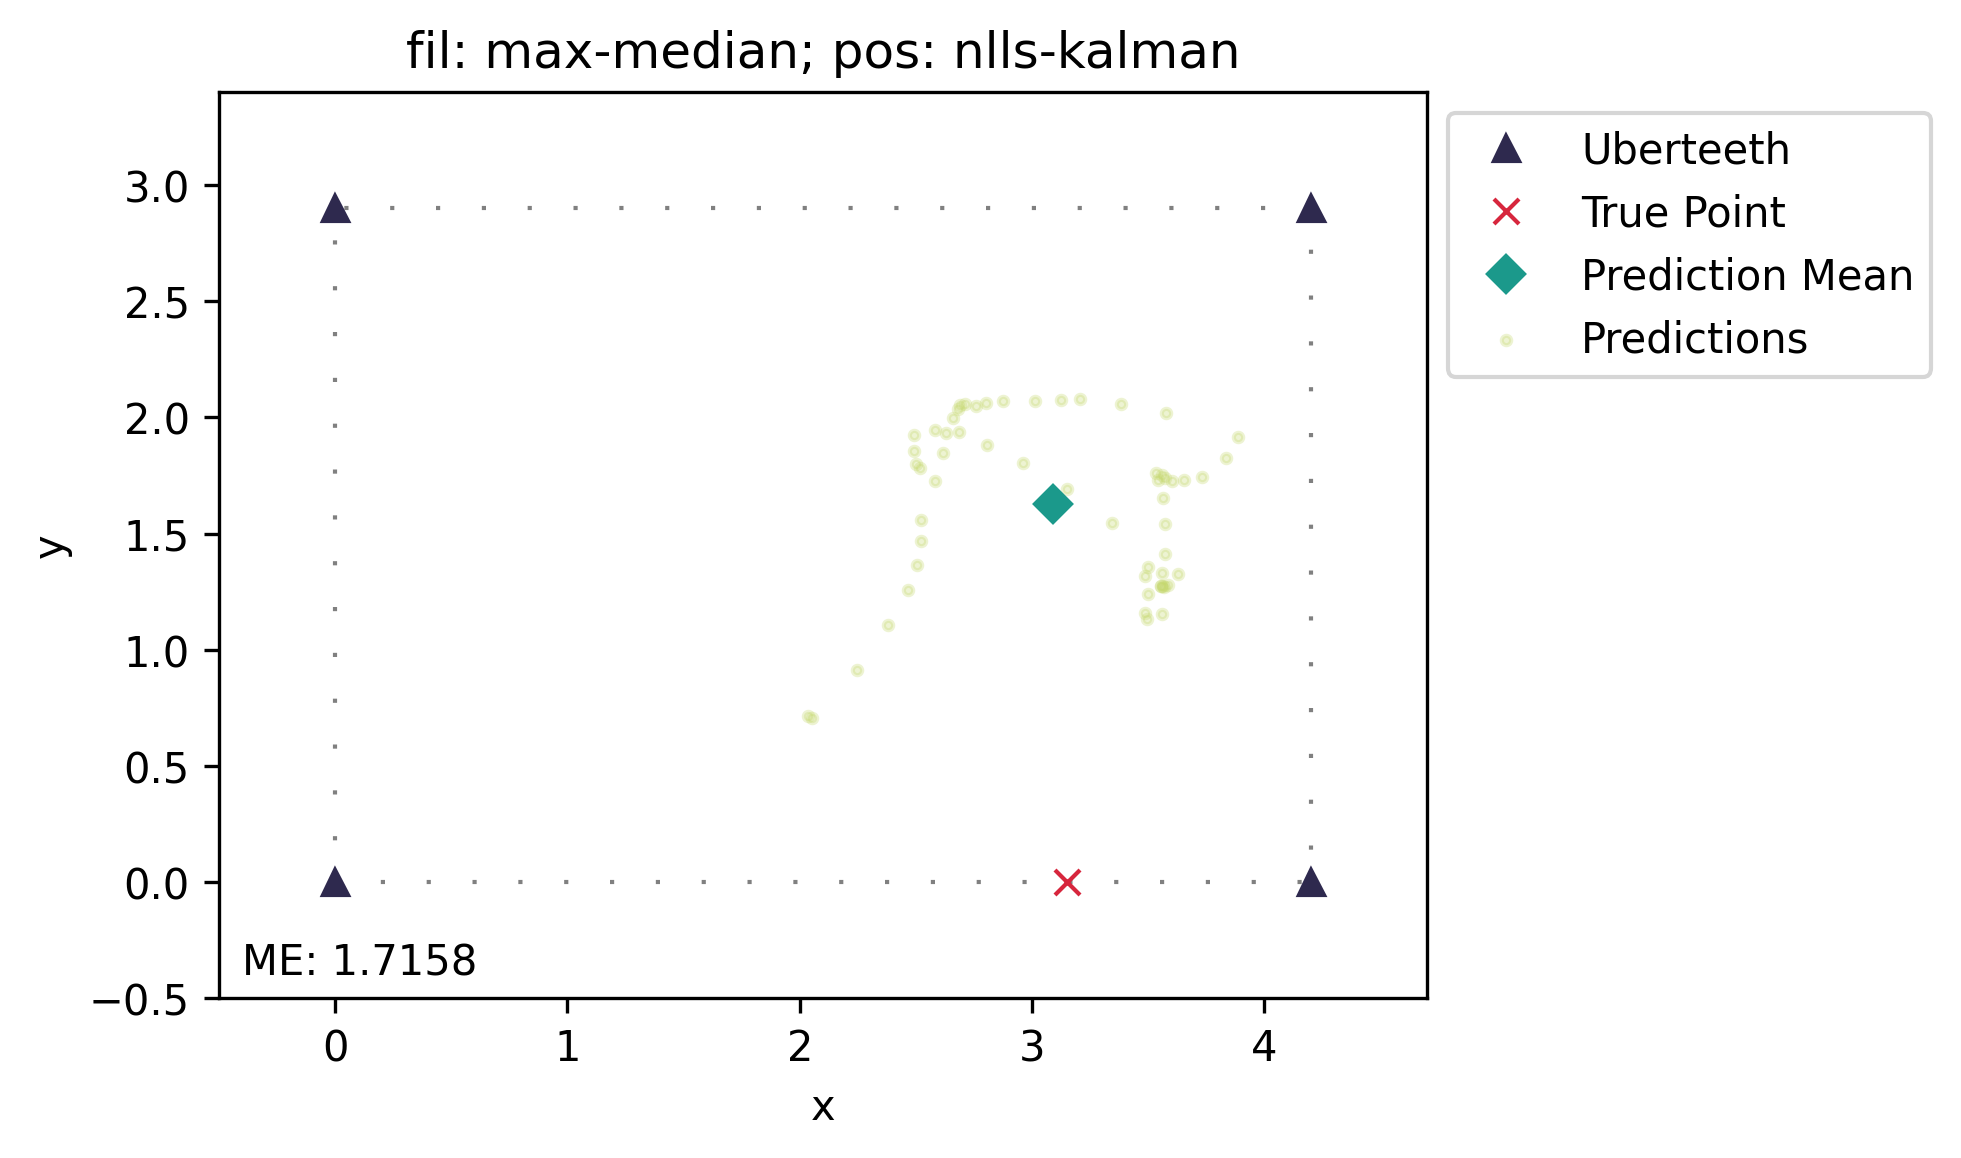 fil: max-median; pos: nlls-kalman
Uberteeth
True Point
Prediction Mean
Predictions
3.0
2.5
2.0
1.5
1.0
0.5
0.0
−0.5
y
ME: 1.7158
0 1 2 3 4
x